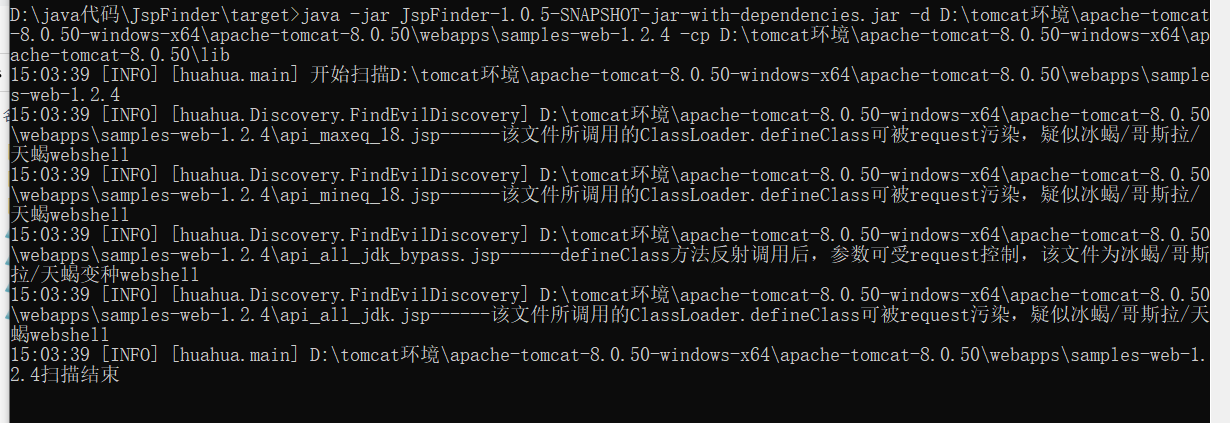 D:\java代码\JspFinder\target>java -jar JspFinder-1.0.5-SNAPSHOT-jar-with-dependencies.jar -d D:\tomcat环境\apache-tomcat
-8.0.50-windows-x64\apache-tomcat-8.0.50\webapps\samples-web-1.2.4 -cp D:\tomcat环境\apache-tomcat-8.0.50-windows-x64\ap
ache-tomcat-8.0.50\lib
15:03:39 [INFO] [huahua.main] 开始扫描D:\tomcat环境\apache-tomcat-8.0.50-windows-x64\apache-tomcat-8.0.50\webapps\sample
s-web-1.2.4
15:03:39 [INFO] [huahua.Discovery.FindEvilDiscovery] D:\tomcat环境\apache-tomcat-8.0.50-windows-x64\apache-tomcat-8.0.50
\webapps\samples-web-1.2.4\api_maxeq_18.jsp------该文件所调用的ClassLoader.defineClass可被request污染，疑似冰蝎/哥斯拉/
天蝎webshell
15:03:39 [INFO] [huahua.Discovery.FindEvilDiscovery] D:\tomcat环境\apache-tomcat-8.0.50-windows-x64\apache-tomcat-8.0.50
\webapps\samples-web-1.2.4\api_mineq_18.jsp------该文件所调用的ClassLoader.defineClass可被request污染，疑似冰蝎/哥斯拉/
天蝎webshell
15:03:39 [INFO] [huahua.Discovery.FindEvilDiscovery] D:\tomcat环境\apache-tomcat-8.0.50-windows-x64\apache-tomcat-8.0.50
\webapps\samples-web-1.2.4\api_all_jdk_bypass.jsp------defineClass方法反射调用后，参数可受request控制，该文件为冰蝎/哥斯
拉/天蝎变种webshell
15:03:39 [INFO] [huahua.Discovery.FindEvilDiscovery] D:\tomcat环境\apache-tomcat-8.0.50-windows-x64\apache-tomcat-8.0.50
\webapps\samples-web-1.2.4\api_all_jdk.jsp------该文件所调用的ClassLoader.defineClass可被request污染，疑似冰蝎/哥斯拉/天
蝎webshell
15:03:39 [INFO] [huahua.main] D:\tomcat环境\apache-tomcat-8.0.50-windows-x64\apache-tomcat-8.0.50\webapps\samples-web-1.
2.4扫描结束